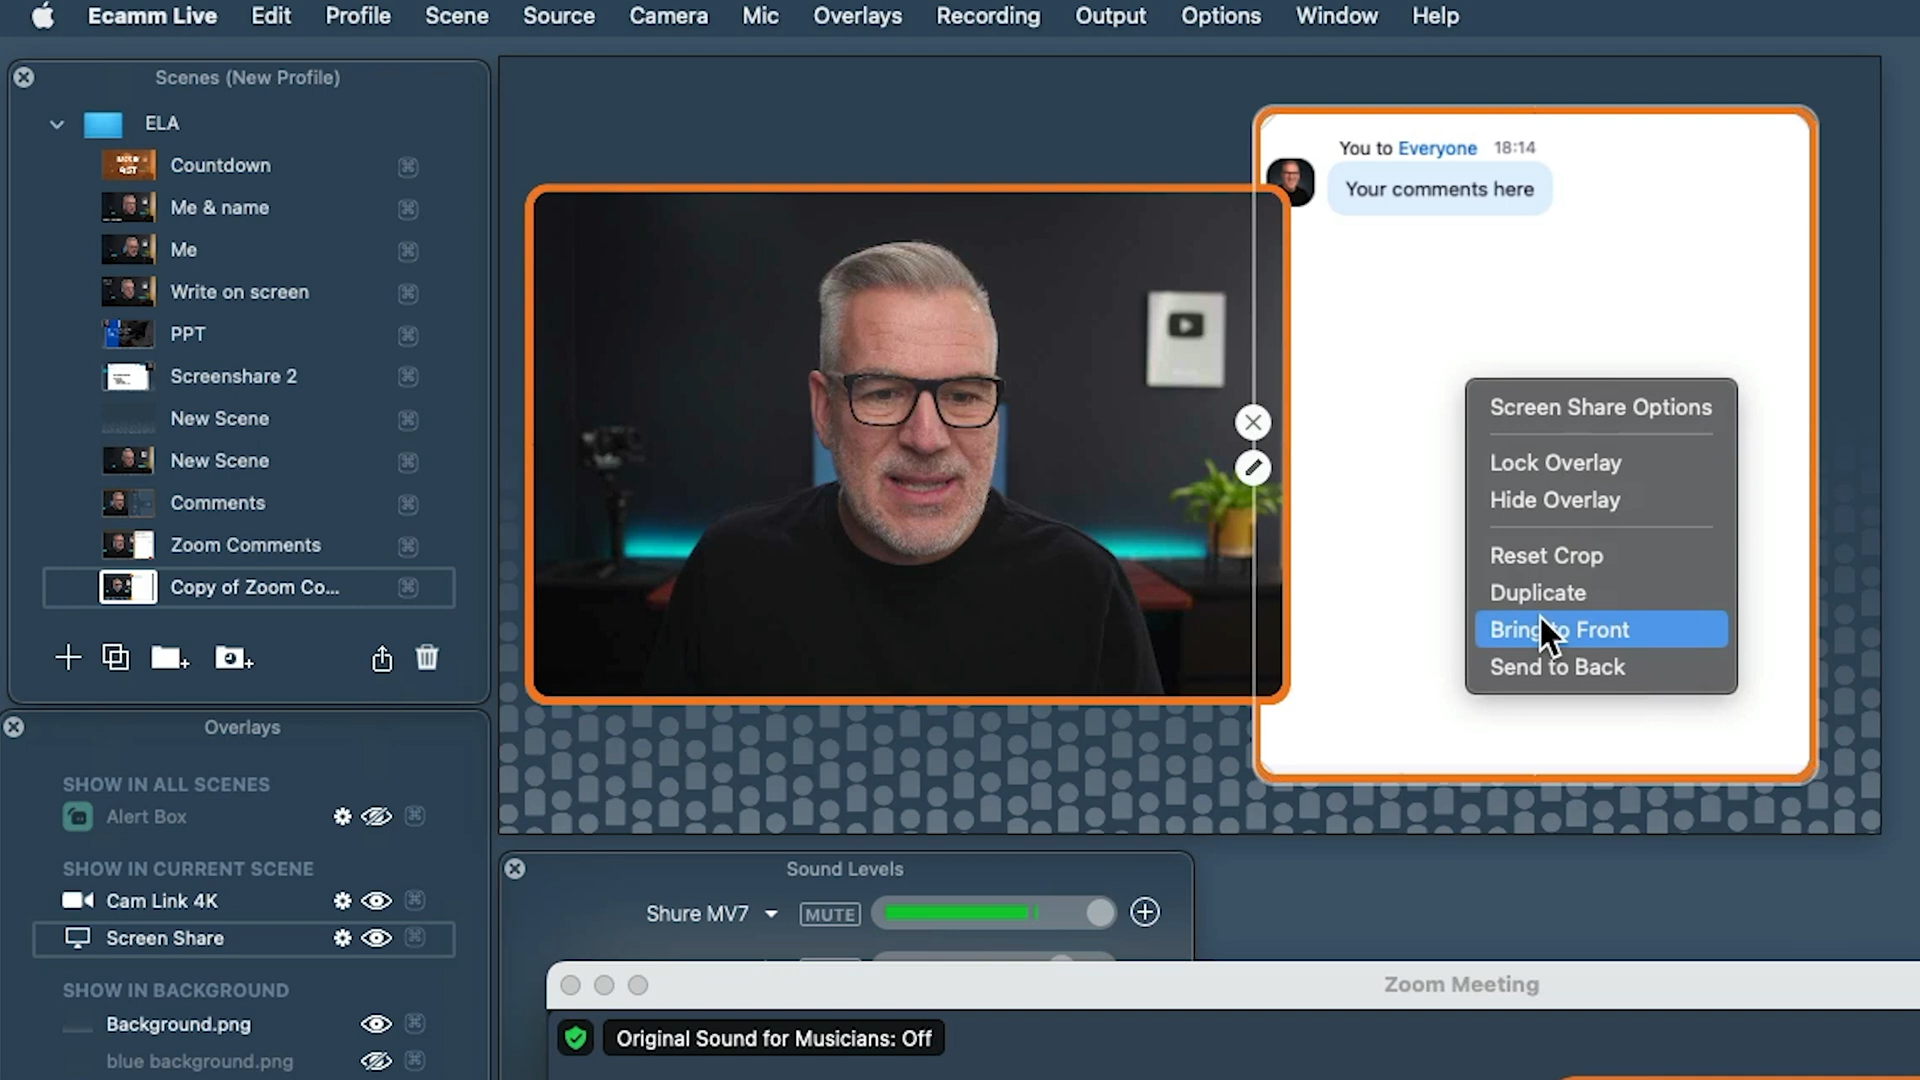 Ecamm Live Edit Profile Scene Source Camera Mic Overlays Recording Output Options Window Help
Scenes (New Profile)
ELA
Countdown
Me & name
Me
Write on screen
PPT
Screenshare 2
New Scene
New Scene
Comments
Zoom Comments
Copy of Zoom Co...
Overlays
SHOW IN ALL SCENES
Alert Box
SHOW IN CURRENT SCENE
Cam Link 4K
Screen Share
SHOW IN BACKGROUND
Background.png
blue background.png
You to Everyone 18:14
Your comments here
Screen Share Options
Lock Overlay
Hide Overlay
Reset Crop
Duplicate
Bring to Front
Send to Back
Sound Levels
Shure MV7 MUTE
Zoom Meeting
Original Sound for Musicians: Off